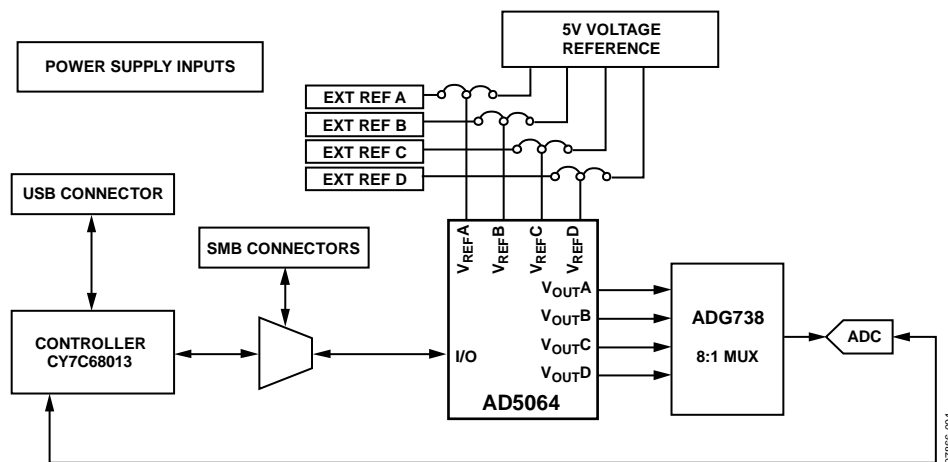 5V VOLTAGE
REFERENCE
POWER SUPPLY INPUTS
EXT REF A
EXT REF B
EXT REF C
EXT REF D
USB CONNECTOR
SMB CONNECTORS
VREFA
VREFB
VREFC
VREFD
CONTROLLER
CY7C68013
I/O
VOUTA
VOUTB
VOUTC
VOUTD
AD5064
ADG738
8:1 MUX
ADC